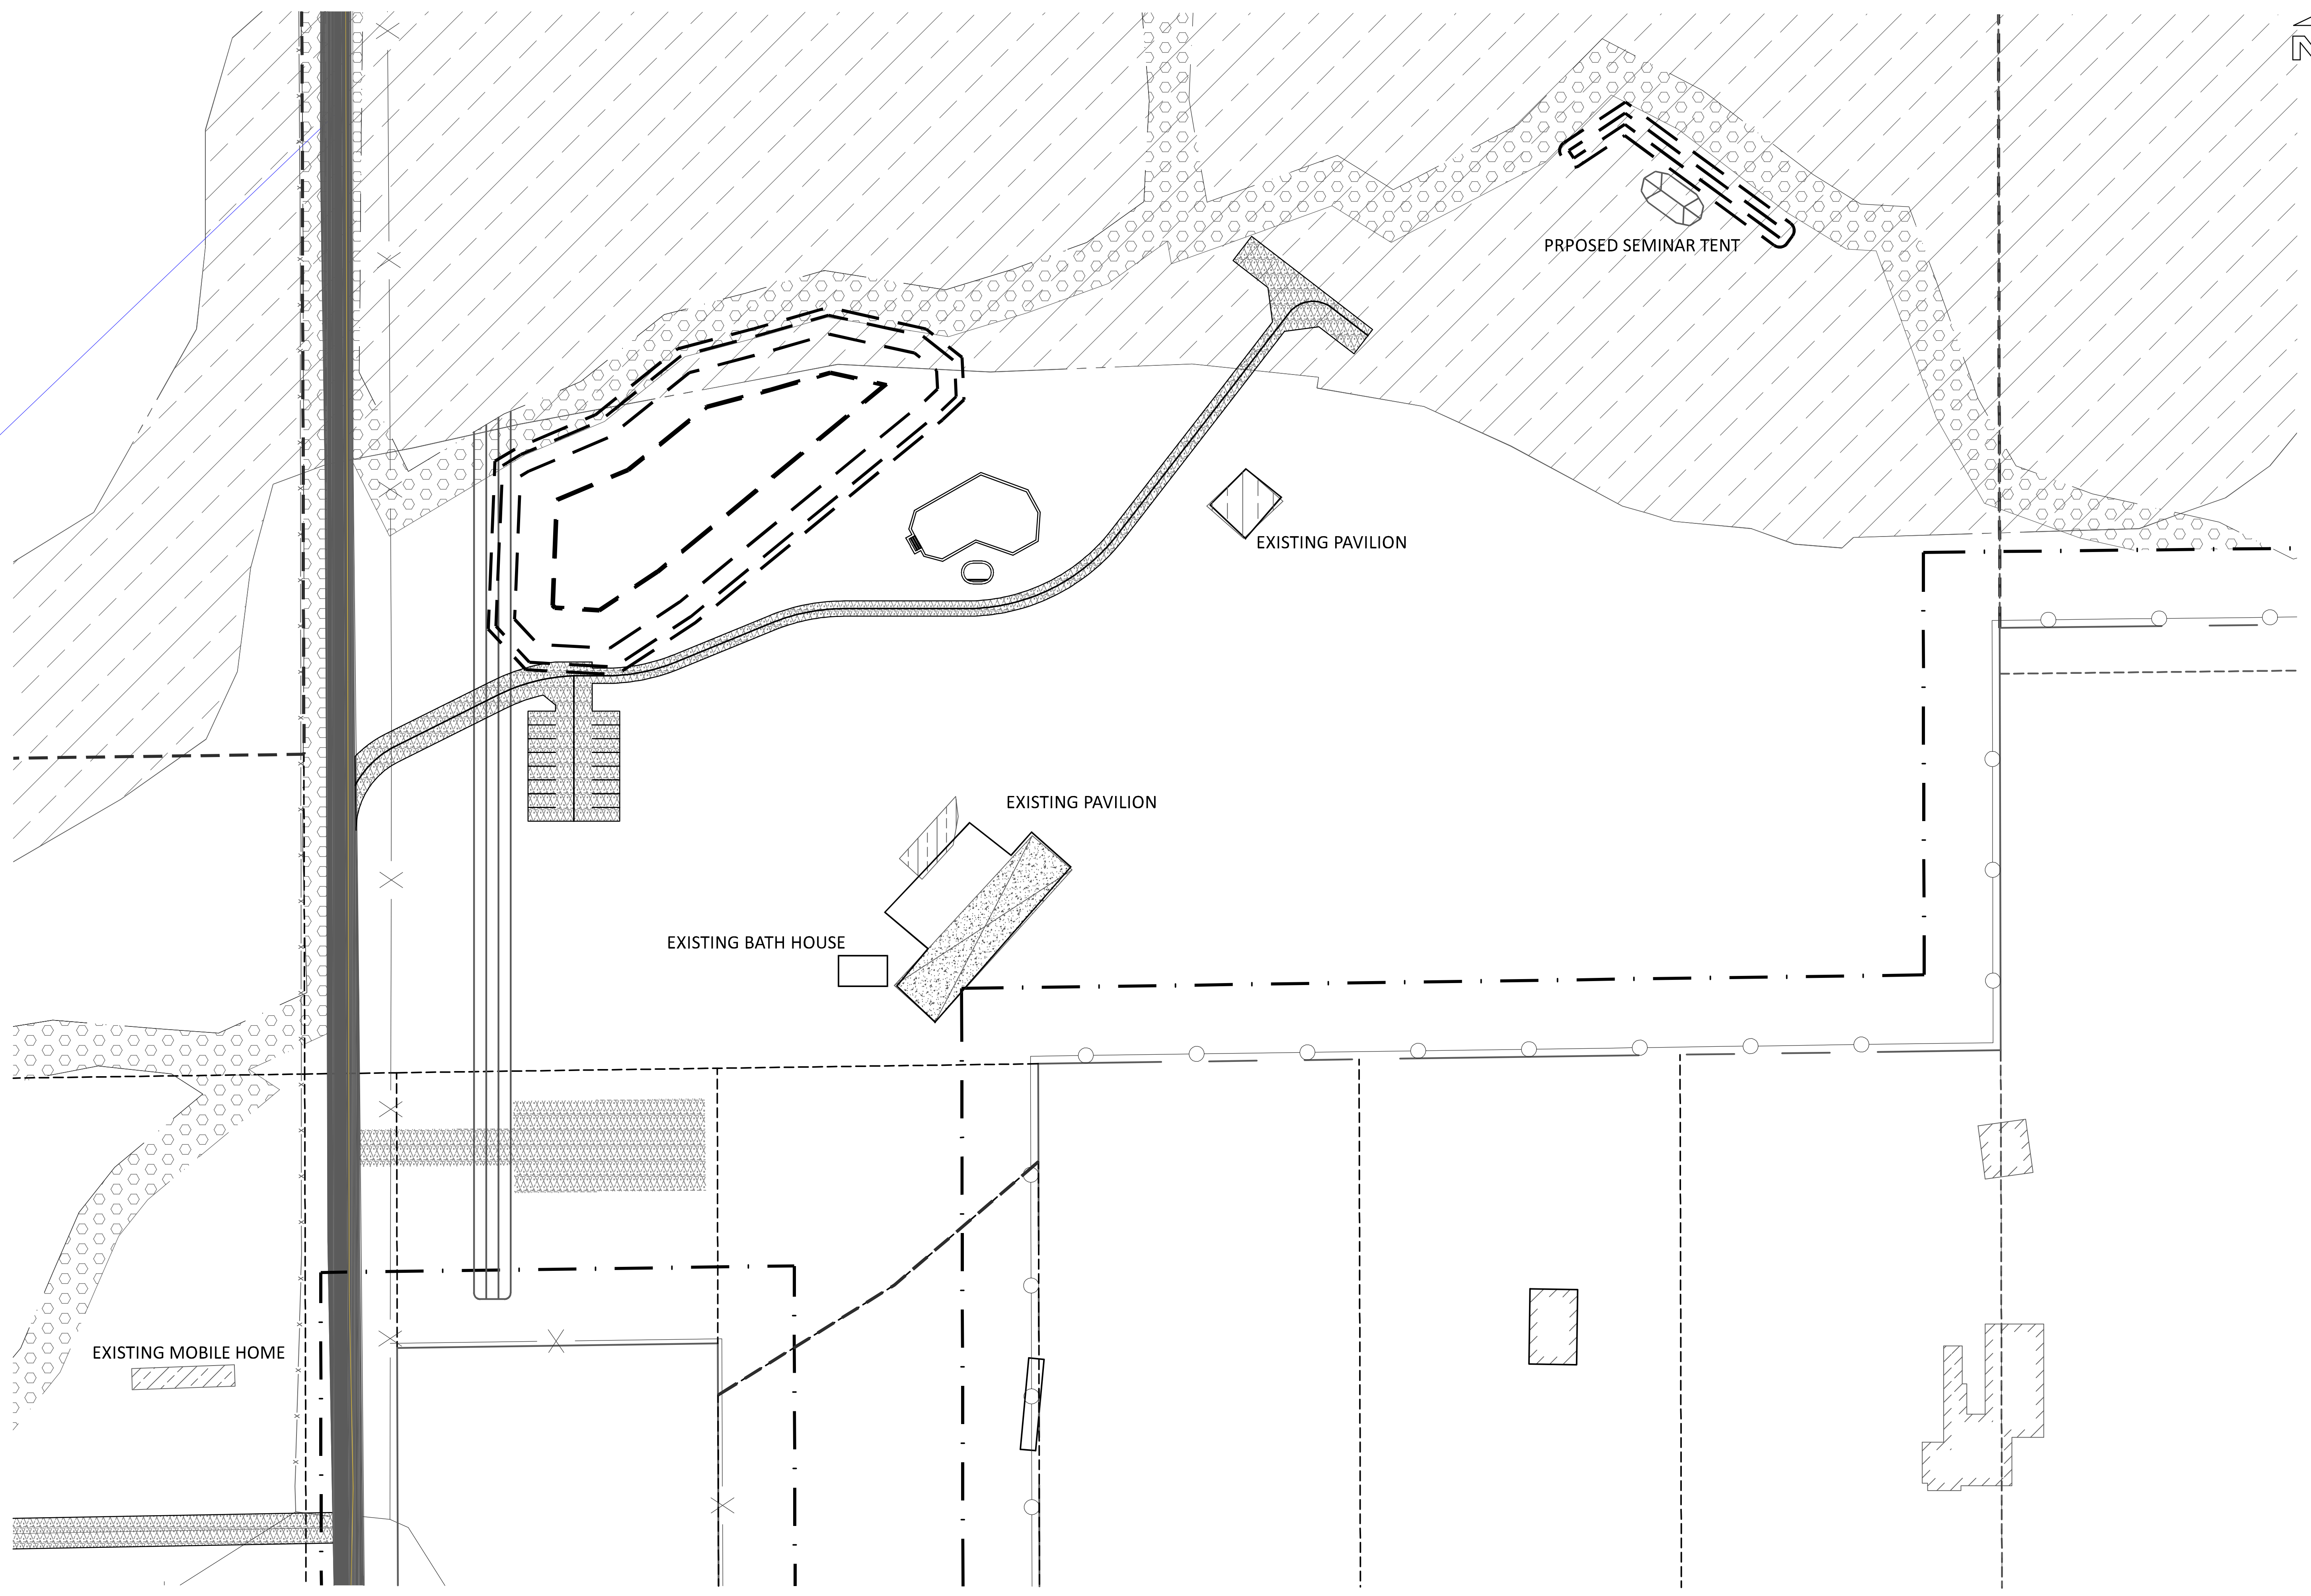 PRPOSED SEMINAR TENT
EXISTING PAVILION
EXISTING PAVILION
EXISTING BATH HOUSE
EXISTING MOBILE HOME